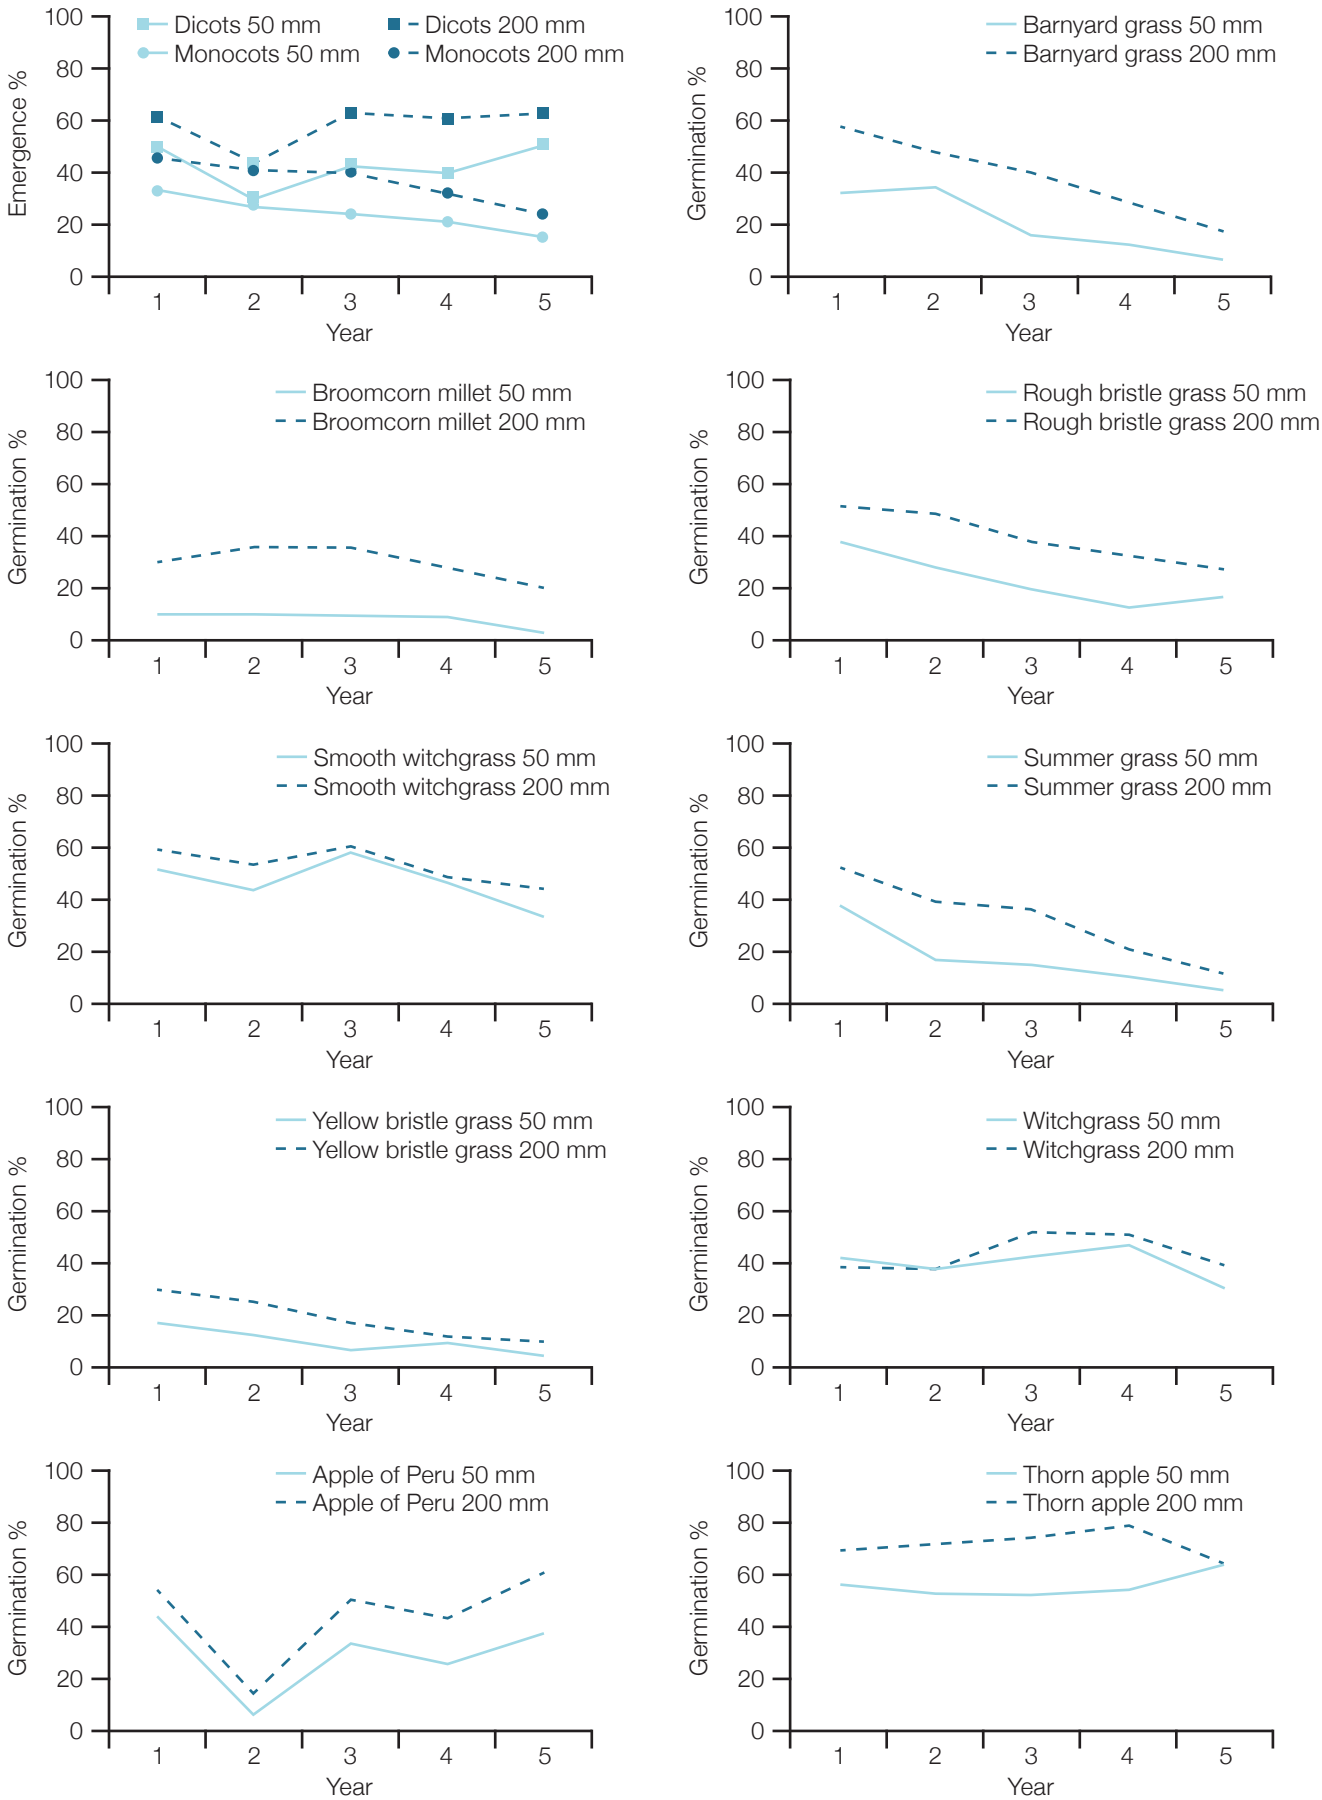 Dicots 50 mm
Monocots 50 mm
Dicots 200 mm
Monocots 200 mm
Emergence %
100
80
60
40
20
0
1 2 3 4 5
Year
Barnyard grass 50 mm
Barnyard grass 200 mm
Germination %
100
80
60
40
20
0
1 2 3 4 5
Year
Broomcorn millet 50 mm
Broomcorn millet 200 mm
Germination %
100
80
60
40
20
0
1 2 3 4 5
Year
Rough bristle grass 50 mm
Rough bristle grass 200 mm
Germination %
100
80
60
40
20
0
1 2 3 4 5
Year
Smooth witchgrass 50 mm
Smooth witchgrass 200 mm
Germination %
100
80
60
40
20
0
1 2 3 4 5
Year
Summer grass 50 mm
Summer grass 200 mm
Germination %
100
80
60
40
20
0
1 2 3 4 5
Year
Yellow bristle grass 50 mm
Yellow bristle grass 200 mm
Germination %
100
80
60
40
20
0
1 2 3 4 5
Year
Witchgrass 50 mm
Witchgrass 200 mm
Germination %
100
80
60
40
20
0
1 2 3 4 5
Year
Apple of Peru 50 mm
Apple of Peru 200 mm
Germination %
100
80
60
40
20
0
1 2 3 4 5
Year
Thorn apple 50 mm
Thorn apple 200 mm
Germination %
100
80
60
40
20
0
1 2 3 4 5
Year